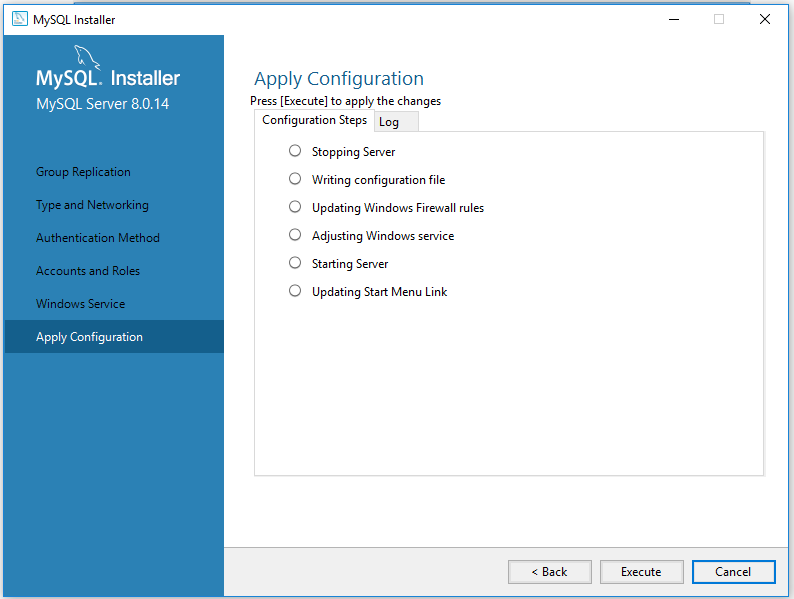 MySQL Installer
MySQL. Installer
MySQL Server 8.0.14
Group Replication
Type and Networking
Authentication Method
Accounts and Roles
Windows Service
Apply Configuration
Apply Configuration
Press [Execute] to apply the changes
Configuration Steps Log
Stopping Server
Writing configuration file
Updating Windows Firewall rules
Adjusting Windows service
Starting Server
Updating Start Menu Link
< Back Execute Cancel